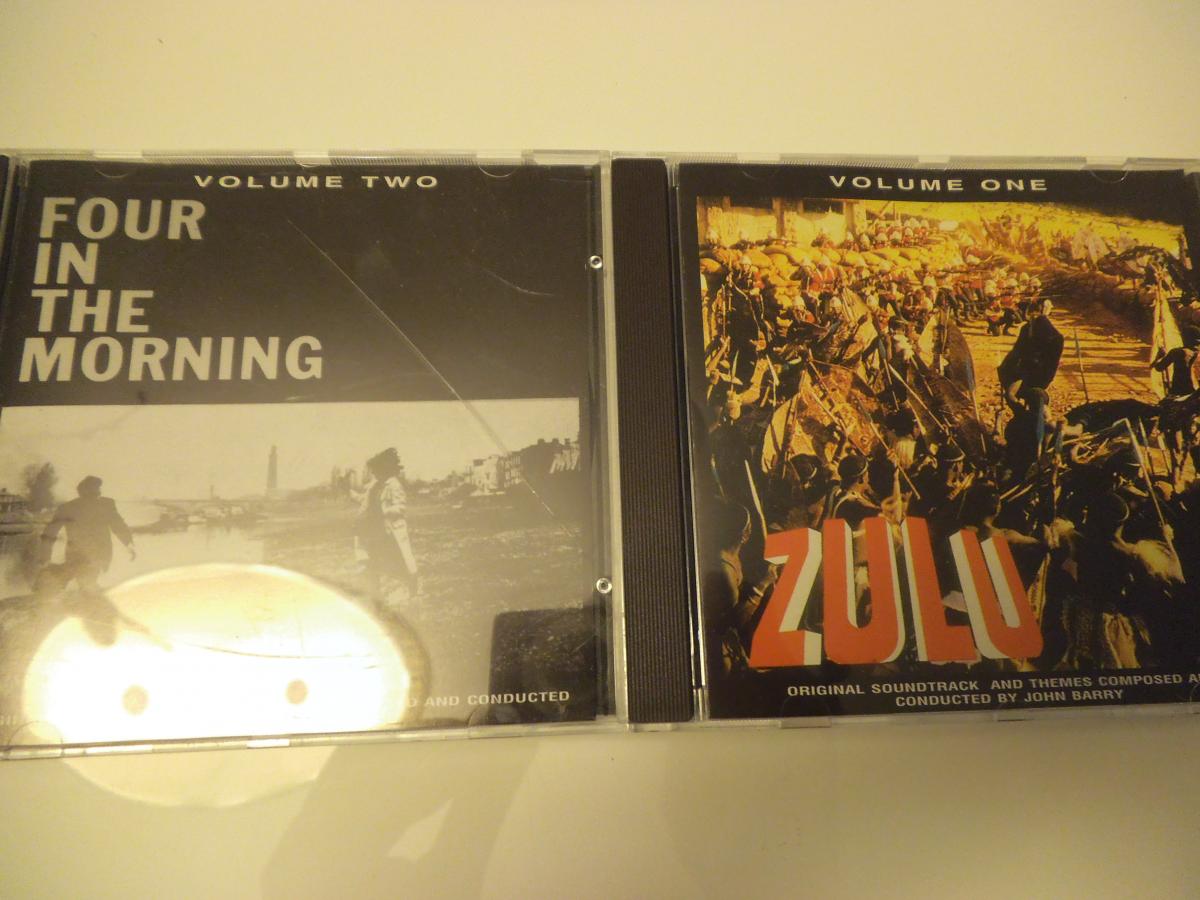 VOLUME TWO
FOUR
IN
THE
MORNING
AND CONDUCTED
VOLUME ONE
ZULU
ORIGINAL SOUNDTRACK AND THEMES COMPOSED
CONDUCTED BY JOHN BARRY